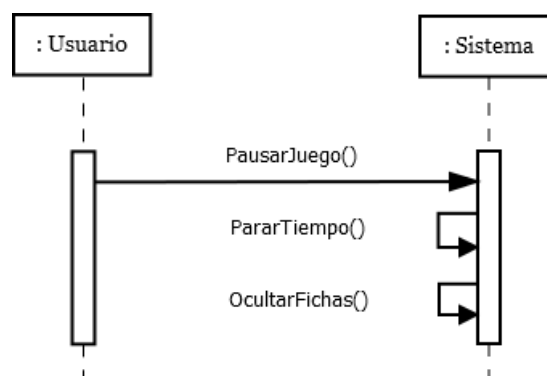 : Usuario
: Sistema
PausarJuego()
PararTiempo()
OcultarFichas()